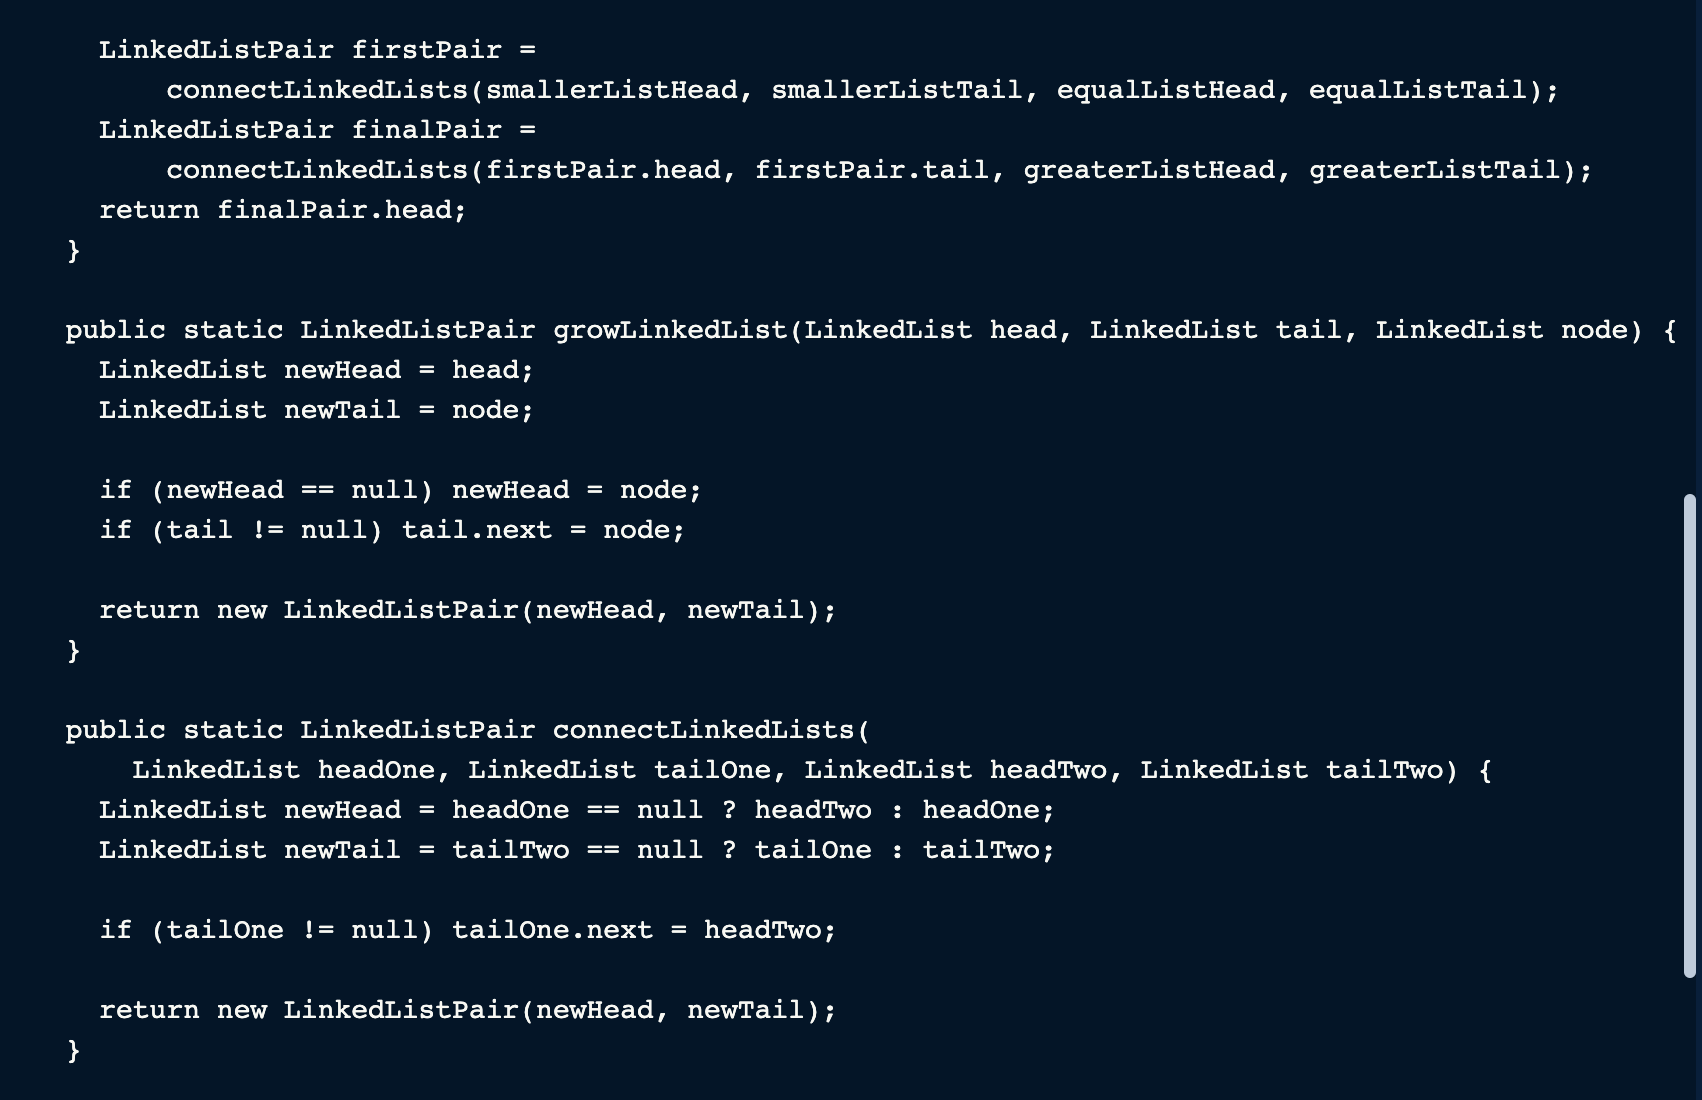 LinkedListPair firstPair =
connectLinkedLists(smallerListHead, smallerListTail, equalListHead, equalListTail);
LinkedListPair finalPair =
connectLinkedLists(firstPair.head, firstPair.tail, greaterListHead, greaterListTail);
return finalPair.head;
}
public static LinkedListPair growLinkedList(LinkedList head, LinkedList tail, LinkedList node) {
LinkedList newHead = head;
LinkedList newTail = node;
if (newHead == null) newHead = node;
if (tail != null) tail.next = node;
return new LinkedListPair(newHead, newTail);
}
public static LinkedListPair connectLinkedLists(
LinkedList headOne, LinkedList tailOne, LinkedList headTwo, LinkedList tailTwo) {
LinkedList newHead = headOne == null ? headTwo : headOne;
LinkedList newTail = tailTwo == null ? tailOne : tailTwo;
if (tailOne != null) tailOne.next = headTwo;
return new LinkedListPair(newHead, newTail);
}